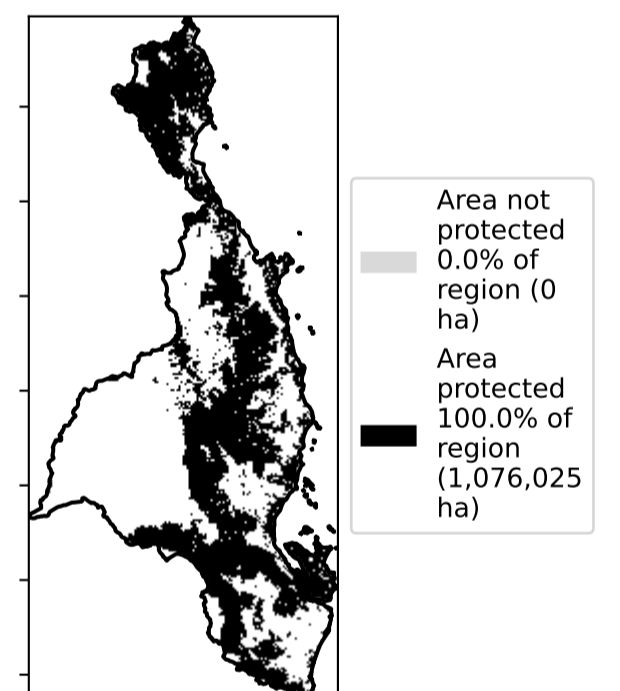 Area not
protected
0.0% of
region (0
ha)
Area
protected
100.0% of
region
(1,076,025
ha)